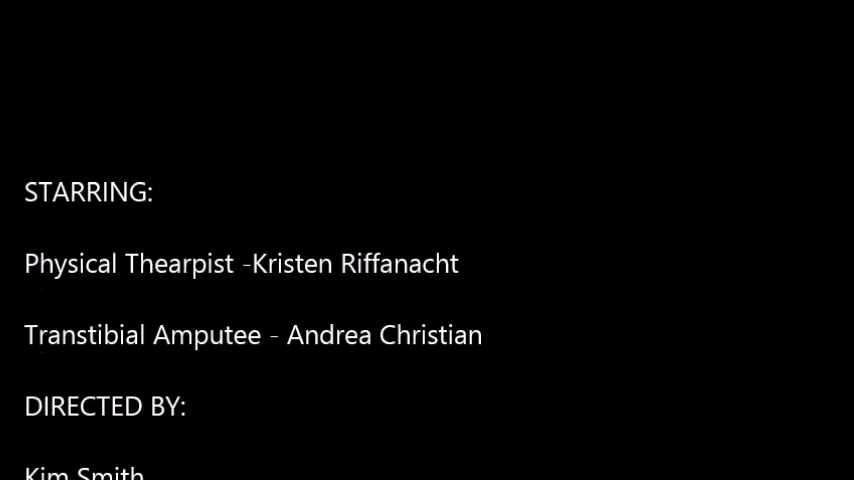 STARRING:
Physical Thearpist -Kristen Riffanacht
Transtibial Amputee - Andrea Christian
DIRECTED BY:
Kim Smith